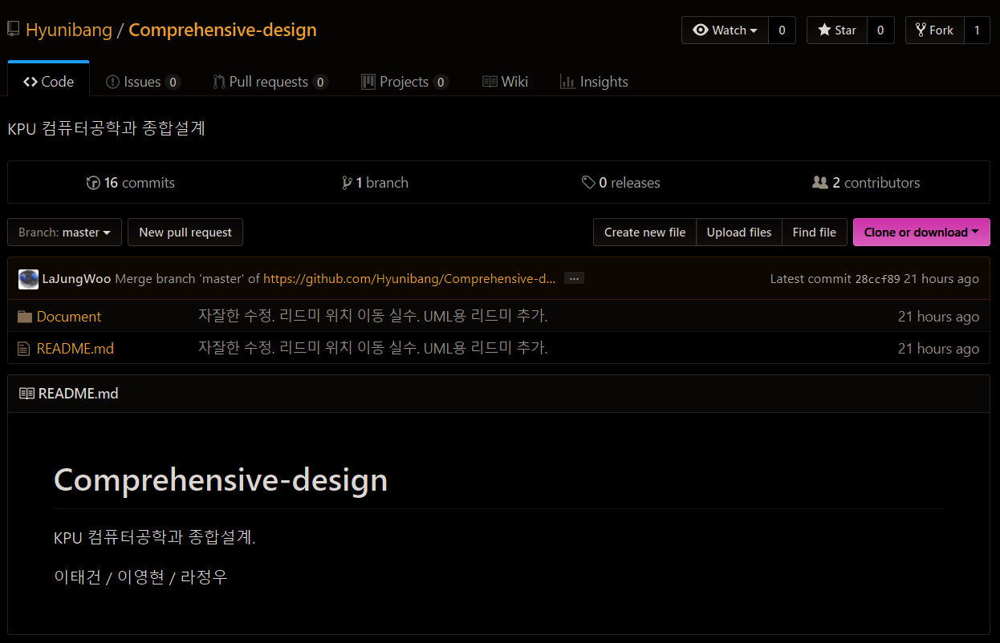 Hyunibang / Comprehensive-design
Watch 0 Star 0 Fork 1
Code Issues 0 Pull requests 0 Projects 0 Wiki Insights
KPU 컴퓨터공학과 종합설계
16 commits 1 branch 0 releases 2 contributors
Branch: master New pull request Create new file Upload files Find file Clone or download
LaJungWoo Merge branch 'master' of https://github.com/Hyunibang/Comprehensive-d... ... Latest commit 28ccf89 21 hours ago
Document 자잘한 수정. 리드미 위치 이동 실수. UML용 리드미 추가. 21 hours ago
README.md 자잘한 수정. 리드미 위치 이동 실수. UML용 리드미 추가. 21 hours ago
README.md
Comprehensive-design
KPU 컴퓨터공학과 종합설계.
이태건 / 이영현 / 라정우